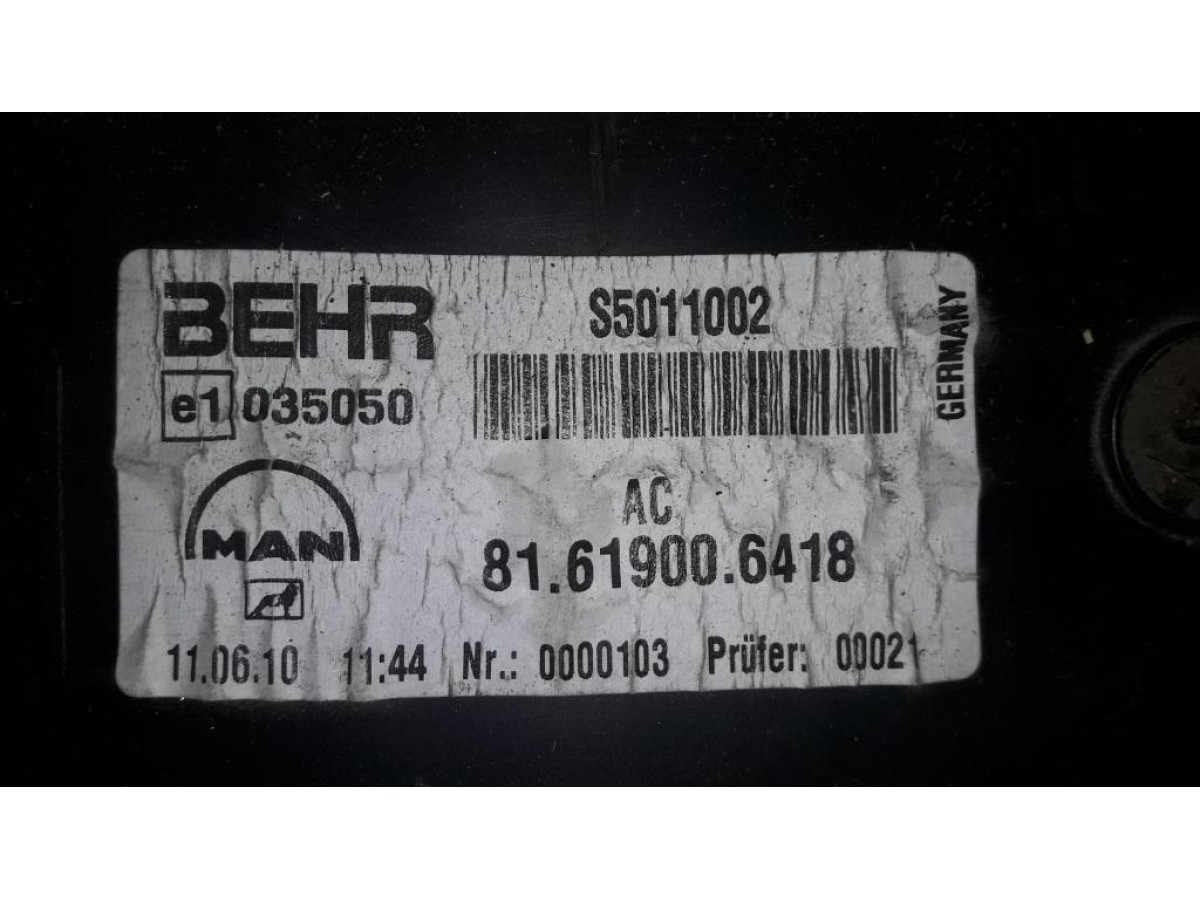 BEHR
S5011002
GERMANY
e1 035050
MAN
AC
81.61900.6418
11.06.10 11:44 Nr.: 0000103 Prüfer: 00021